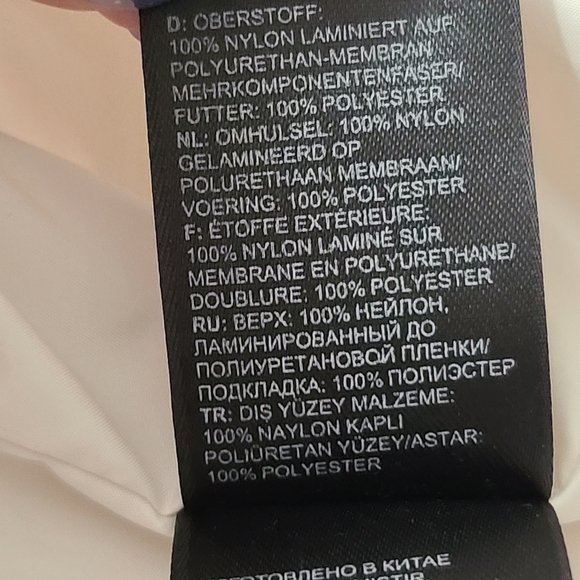 D: OBERSTOFF:
100% NYLON LAMINIERT AUF
POLYURETHAN-MEMBRAN
MEHRKOMPONENTENFASER/
FUTTER: 100% POLYESTER
NL: OMHULSEL: 100% NYLON
GELAMINEERD OP
POLURETHAAN MEMBRAAN/
VOERING: 100% POLYESTER
F: ÉTOFFE EXTÉRIEURE:
100% NYLON LAMINÉ SUR
MEMBRANE EN POLYURETHANE/
DOUBLURE: 100% POLYESTER
RU: ВЕРХ: 100% НЕЙЛОН,
ЛАМИНИРОВАННЫЙ ДО
ПОЛИУРЕТАНОВОЙ ПЛЕНКИ/
ПОДКЛАДКА: 100% ПОЛИЭСТЕР
TR: DIŞ YÜZEY MALZEME:
100% NAYLON KAPLI
POLİÜRETAN YÜZEY/ASTAR:
100% POLYESTER
В КИТАЕ